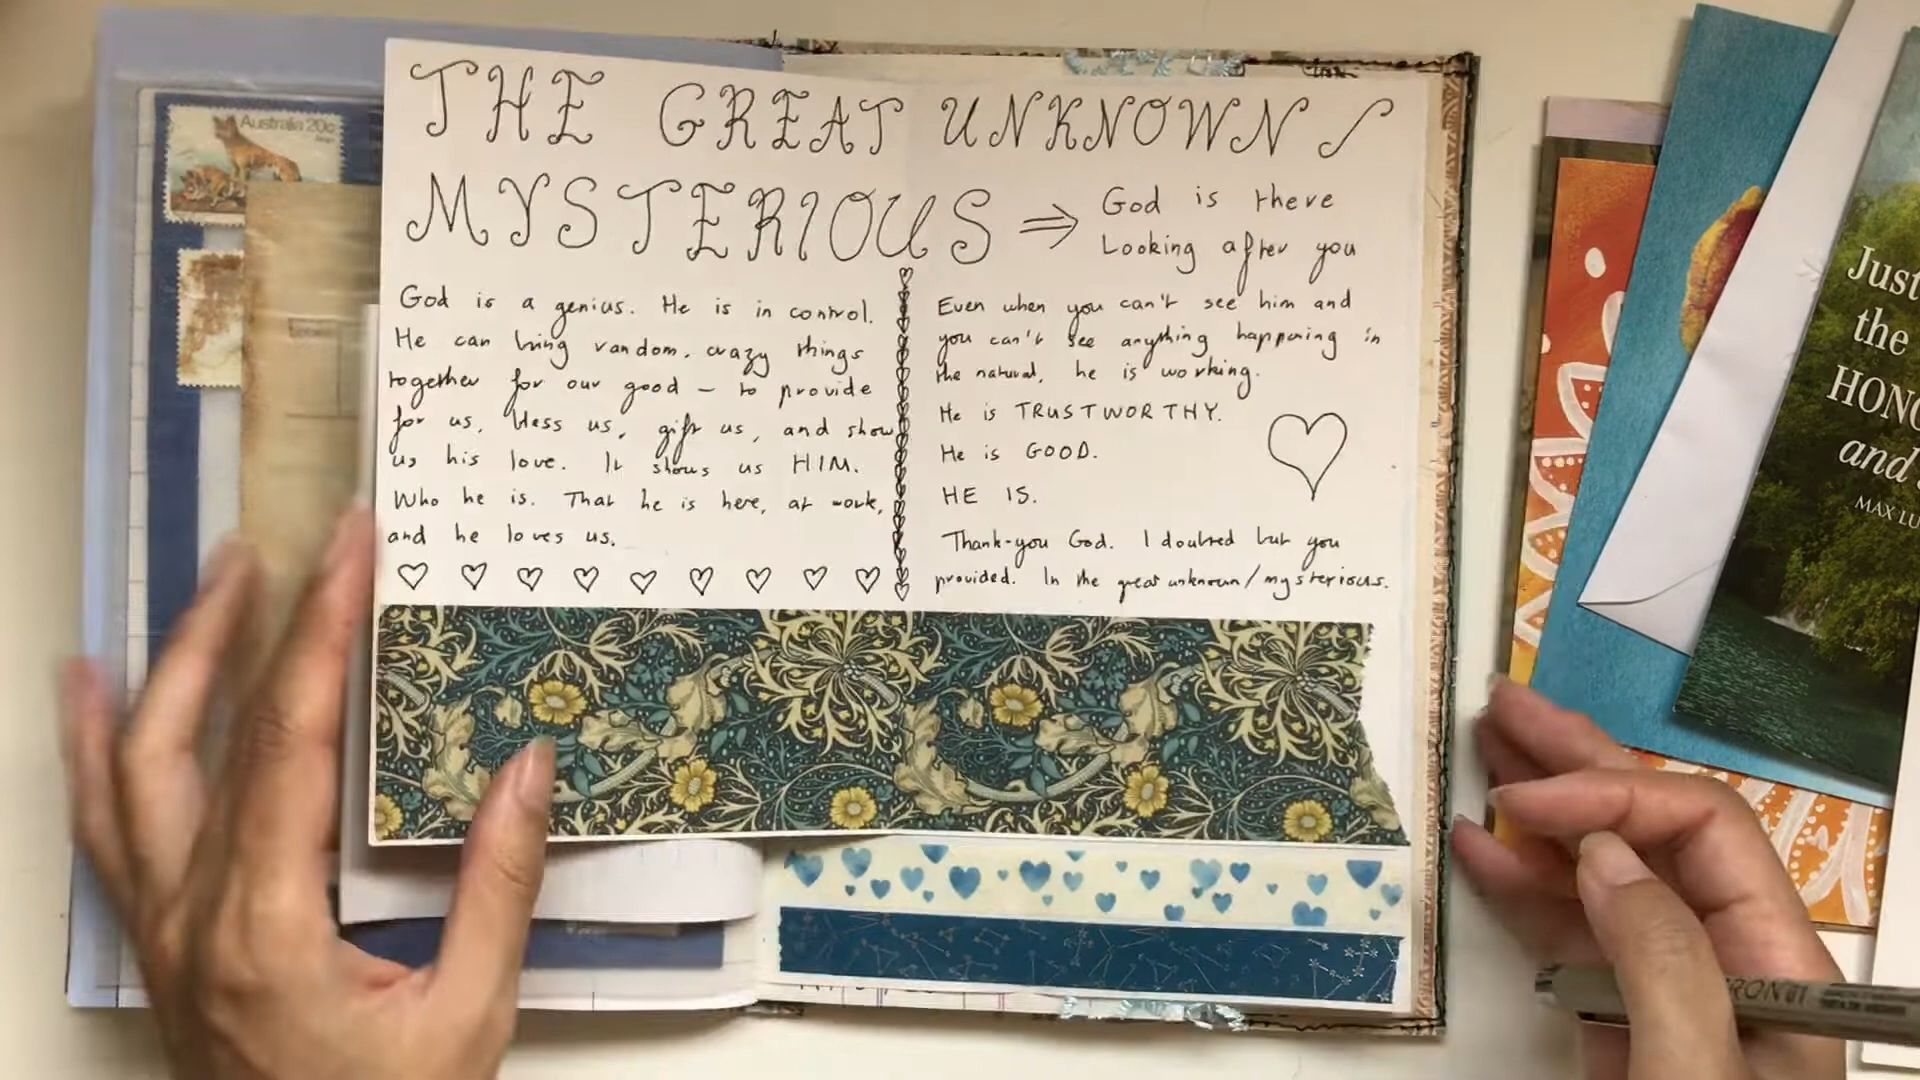 Australia 20c
THE GREAT UNKNOWN /
MYSTERIOUS ⇒ God is there
Looking after you
God is a genius. He is in control.
He can bring random, crazy things
together for our good – to provide
for us, bless us, gift us, and show
us his love. It shows us HIM.
Who he is. That he is here, at work,
and he loves us.
Even when you can't see him and
you can't see anything happening in
the natural, he is working.
He is TRUSTWORTHY.
He is GOOD.
HE IS.
Thank-you God. I doubted but you
provided. In the great unknown/mysterious.
Just
the
and
MAX